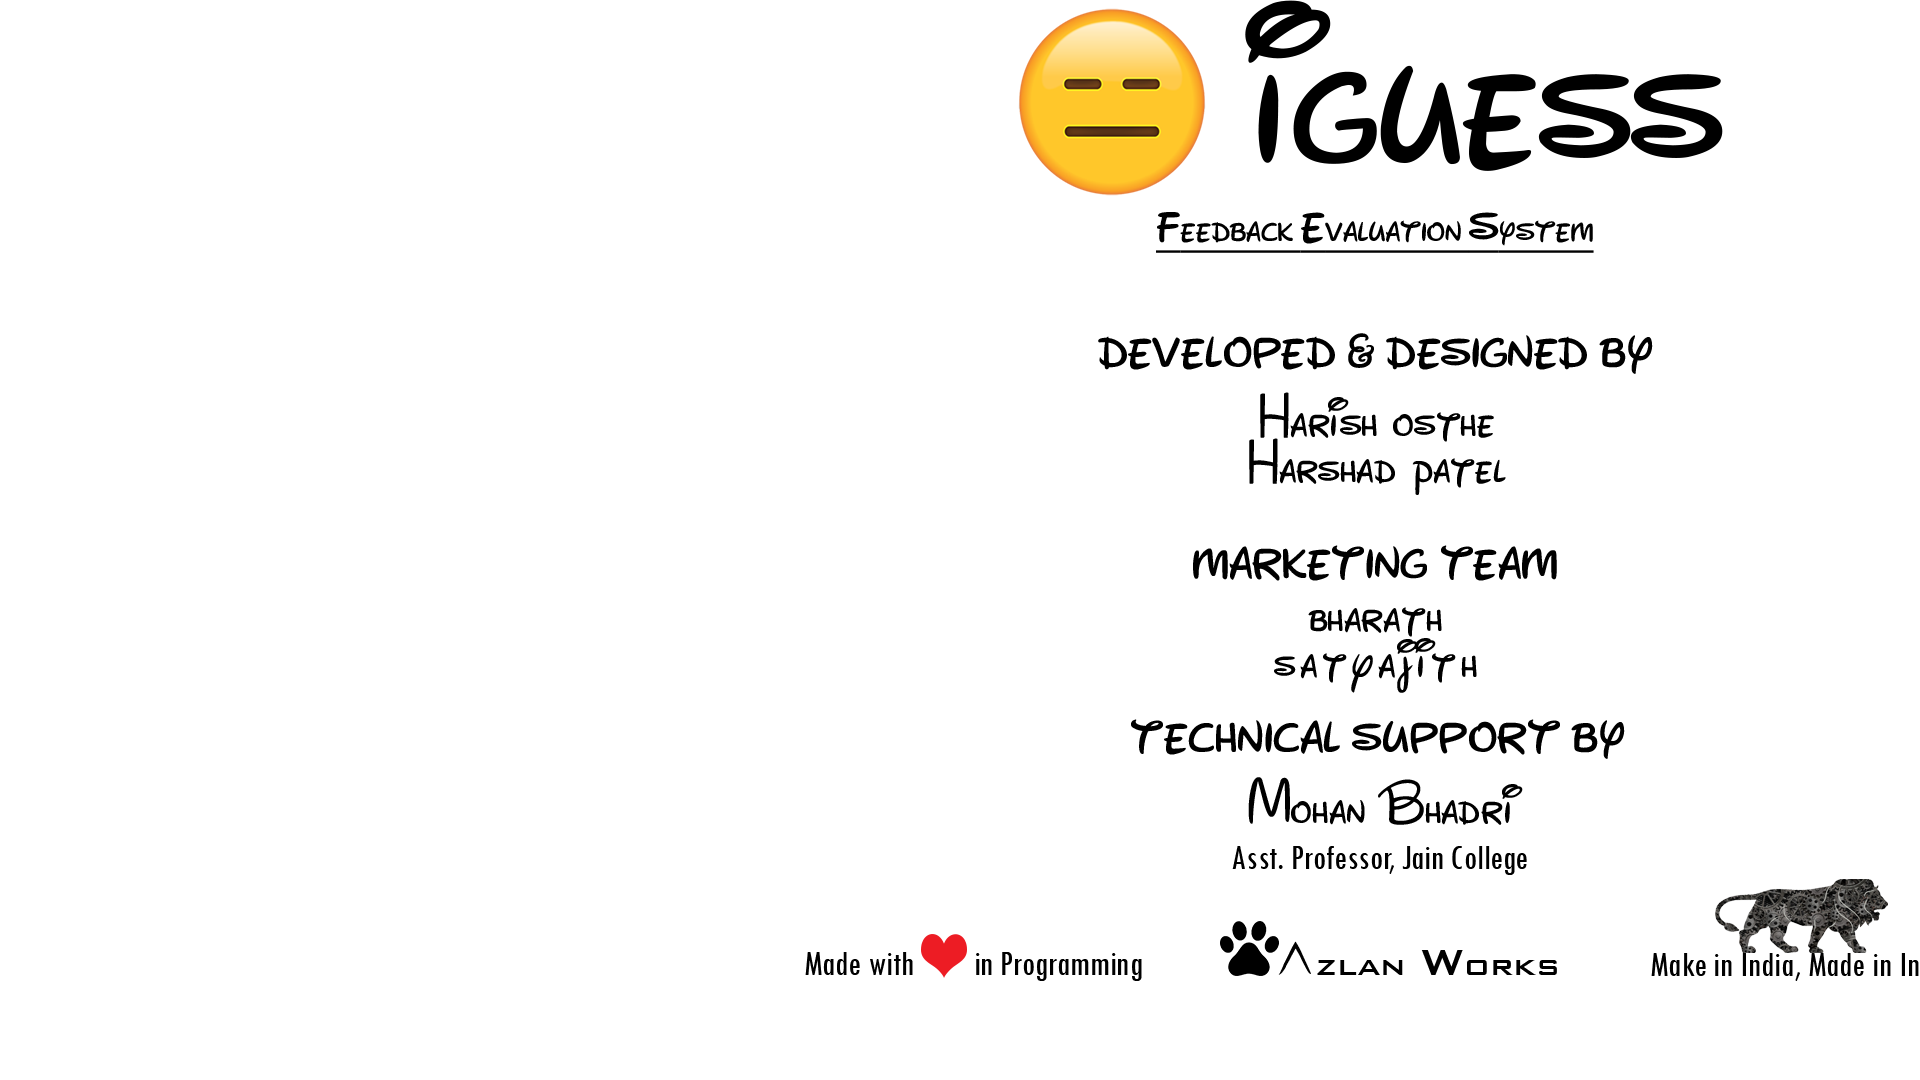 iGUESS
Feedback Evaluation System
DEVELOPED & DESIGNED BY
Harish osthe
Harshad patel
MARKETING TEAM
BHARATH
SATYAJITH
TECHNICAL SUPPORT BY
Mohan Bhadri
Asst. Professor, Jain College
Made with in Programming
Azlan Works
Make in India, Made in In